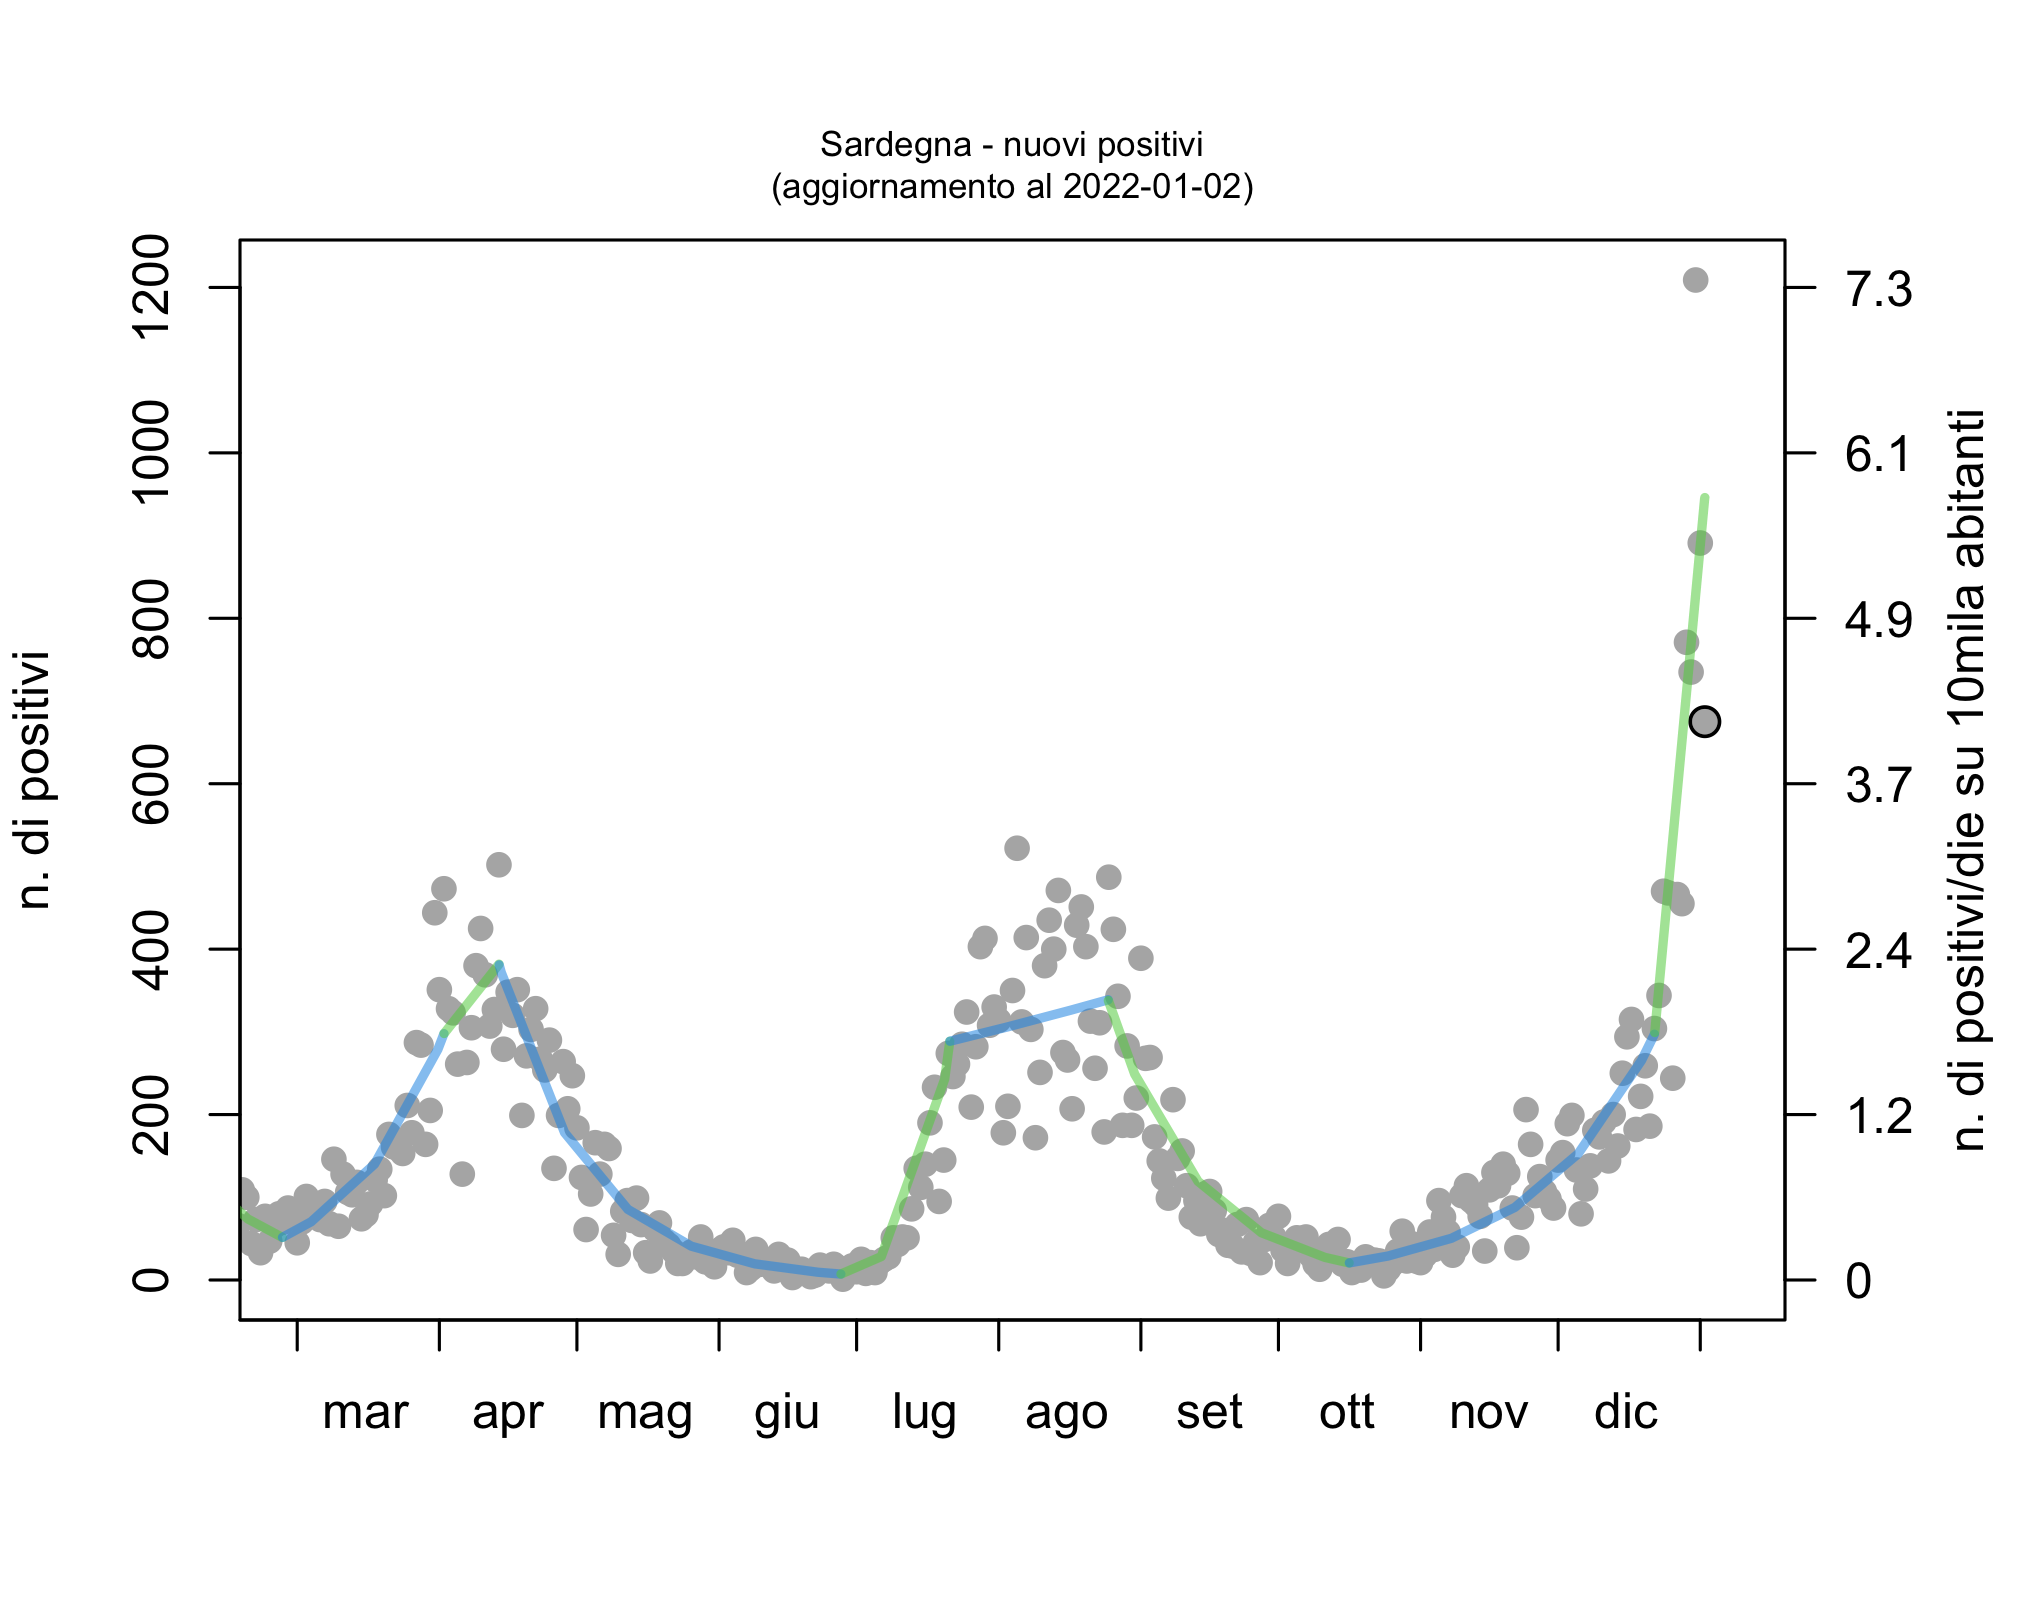 Sardegna - nuovi positivi
(aggiornamento al 2022-01-02)
n. di positivi
1200
1000
800
600
400
200
0
7.3
6.1
4.9
3.7
2.4
1.2
0
n. di positivi/die su 10mila abitanti
mar apr mag giu lug ago set ott nov dic